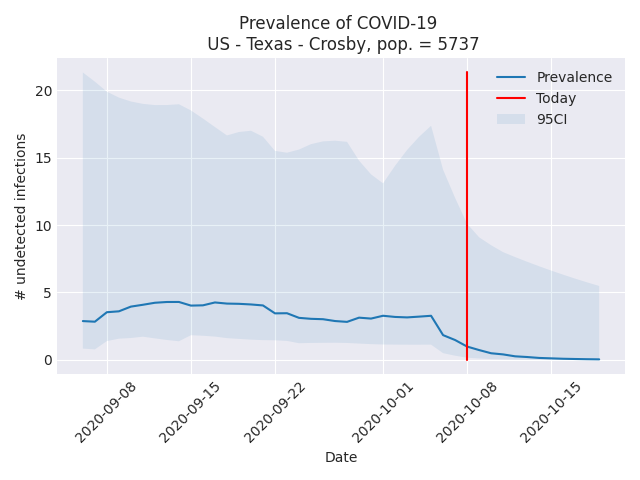 Prevalence of COVID-19
US - Texas - Crosby, pop. = 5737
# undetected infections
20
15
10
5
0
Prevalence
Today
95CI
2020-09-08
2020-09-15
2020-09-22
2020-10-01
2020-10-08
2020-10-15
Date